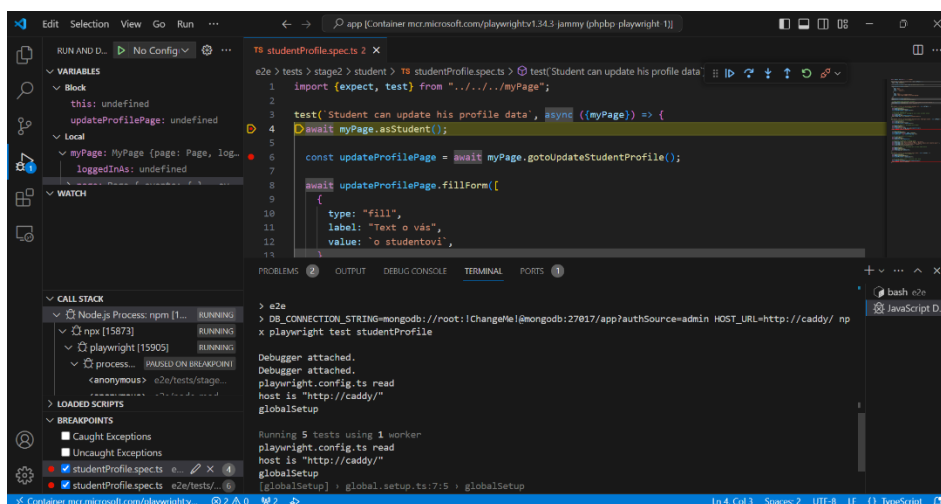 Edit Selection View Go Run ···
app [Container mcr.microsoft.com/playwright:v1.34.3-jammy (phpbp-playwright-1)]
RUN AND D... No Config
VARIABLES
Block
this: undefined
updateProfilePage: undefined
Local
myPage: MyPage {page: Page, log…
loggedInAs: undefined
WATCH
CALL STACK
Node.js Process: npm [1... RUNNING
npx [15873] RUNNING
playwright [15905] RUNNING
process... PAUSED ON BREAKPOINT
<anonymous> e2e/tests/stage...
LOADED SCRIPTS
BREAKPOINTS
Caught Exceptions
Uncaught Exceptions
studentProfile.spec.ts e... 4
studentProfile.spec.ts e2e/tests/... 6
TS studentProfile.spec.ts 2
e2e > tests > stage2 > student > TS studentProfile.spec.ts > test(`Student can update his profile data`
1 import {expect, test} from "../../../myPage";
2
3 test(`Student can update his profile data`, async ({myPage}) => {
4 await myPage.asStudent();
5
6 const updateProfilePage = await myPage.gotoUpdateStudentProfile();
7
8 await updateProfilePage.fillForm([
9 {
10 type: "fill",
11 label: "Text o vás",
12 value: `o studentovi`,
13 }
PROBLEMS 2 OUTPUT DEBUG CONSOLE TERMINAL PORTS 1
> e2e
> DB_CONNECTION_STRING=mongodb://root:!ChangeMe!@mongodb:27017/app?authSource=admin HOST_URL=http://caddy/ np
x playwright test studentProfile
Debugger attached.
Debugger attached.
playwright.config.ts read
host is "http://caddy/"
globalSetup
Running 5 tests using 1 worker
playwright.config.ts read
host is "http://caddy/"
globalSetup
[globalSetup] › global.setup.ts:7:5 › globalSetup
bash e2e
JavaScript D...
Container mcr.microsoft.com/playwright:v... 2 0 2
Ln 4, Col 3 Spaces: 2 UTF-8 LF {} TypeScript